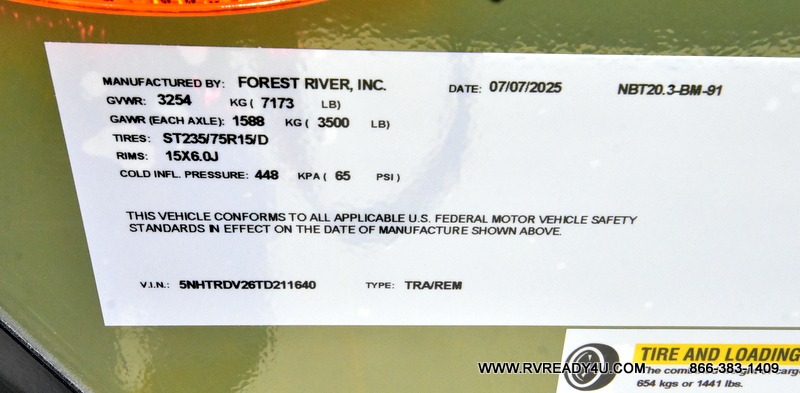 MANUFACTURED BY: FOREST RIVER, INC. DATE: 07/07/2025 NBT20.3-BM-91
GVWR: 3254 KG ( 7173 LB)
GAWR (EACH AXLE): 1588 KG ( 3500 LB)
TIRES: ST235/75R15/D
RIMS: 15X6.0J
COLD INFL. PRESSURE: 448 KPA ( 65 PSI )
THIS VEHICLE CONFORMS TO ALL APPLICABLE U.S. FEDERAL MOTOR VEHICLE SAFETY
STANDARDS IN EFFECT ON THE DATE OF MANUFACTURE SHOWN ABOVE.
V.I.N.: 5NHTRDV26TD211640 TYPE: TRA/REM
TIRE AND LOADING
WWW.RVREADY4U.COM 866-383-1409
The
654 kgs or 1441 lbs.